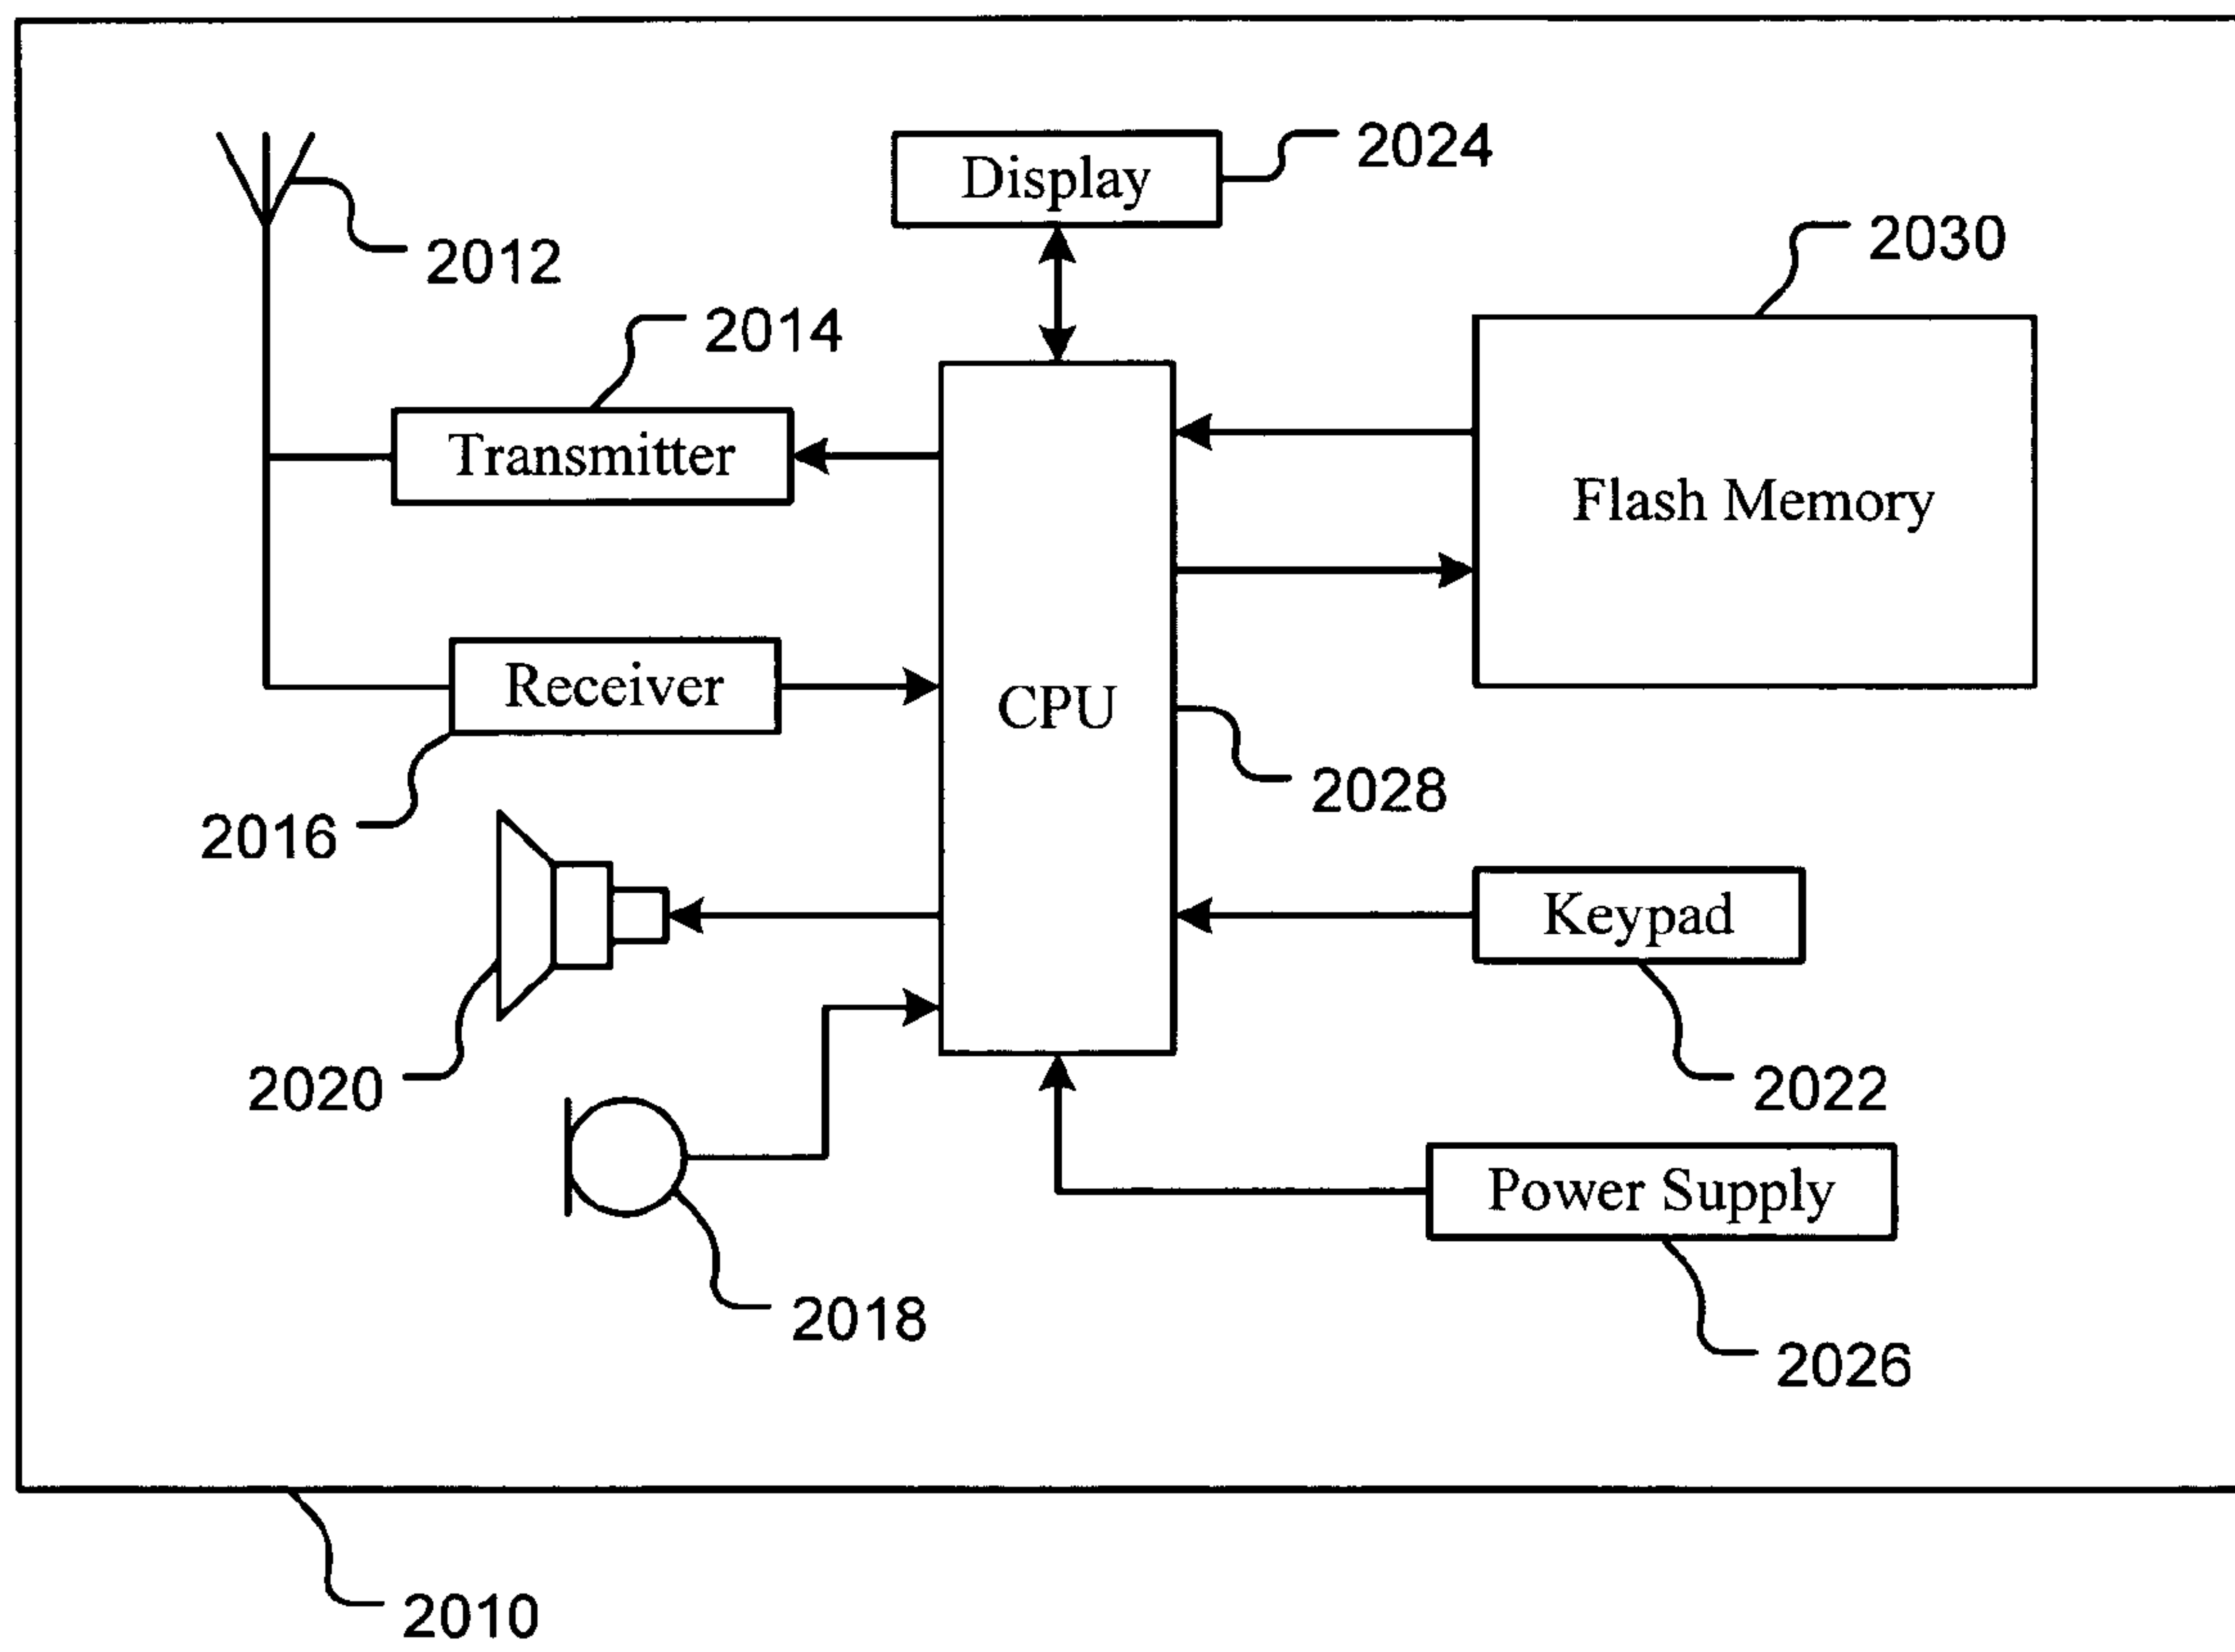 Display
2024
2012
2030
2014
Transmitter
Flash Memory
Receiver
CPU
2028
2016
Keypad
2020
2022
Power Supply
2018
2026
2010